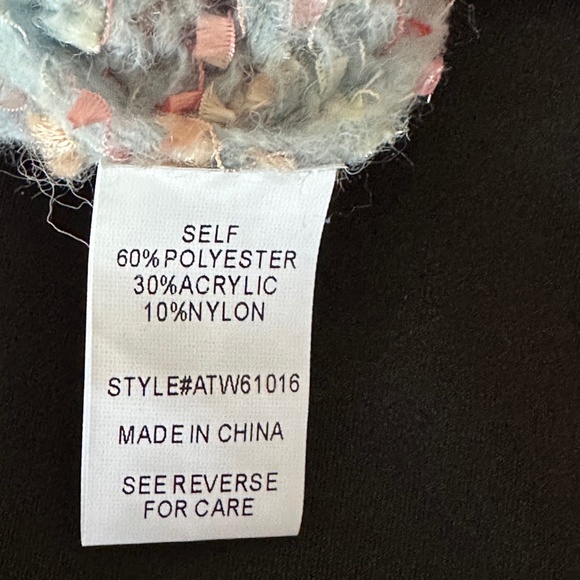 SELF
60%POLYESTER
30%ACRYLIC
10%NYLON
STYLE#ATW61016
MADE IN CHINA
SEE REVERSE
FOR CARE